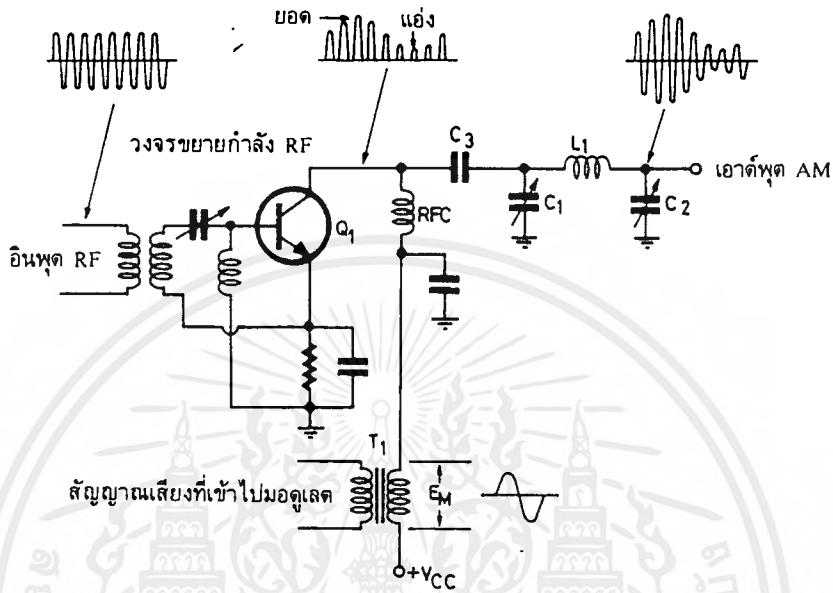 ยอด
แอ่ง
วงจรขยายกำลัง RF
C3
L1
เอาต์พุต AM
RFC
C1
C2
Q1
อินพุต RF
T1
สัญญาณเสียงที่เข้าไปมอดูเลต
EM
+VCC